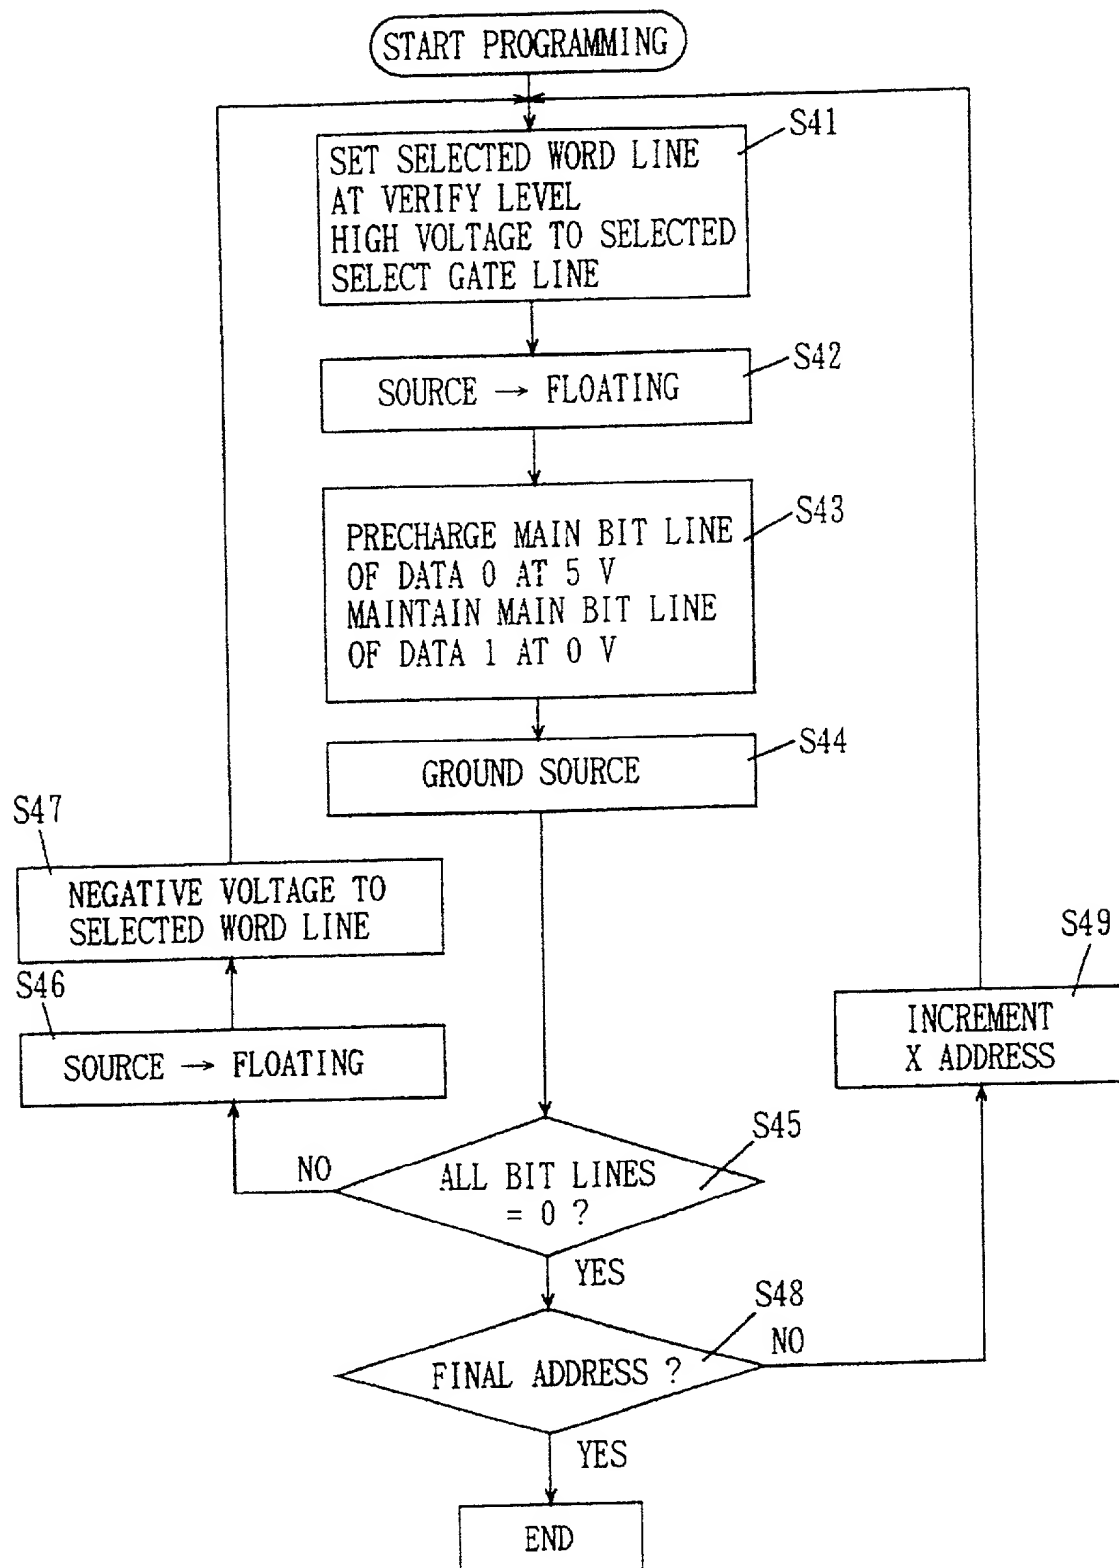 START PROGRAMMING
S41
SET SELECTED WORD LINE
AT VERIFY LEVEL
HIGH VOLTAGE TO SELECTED
SELECT GATE LINE
S42
SOURCE → FLOATING
S43
PRECHARGE MAIN BIT LINE
OF DATA 0 AT 5 V
MAINTAIN MAIN BIT LINE
OF DATA 1 AT 0 V
S44
GROUND SOURCE
S47
NEGATIVE VOLTAGE TO
SELECTED WORD LINE
S49
INCREMENT
X ADDRESS
S46
SOURCE → FLOATING
S45
NO
ALL BIT LINES
= 0 ?
YES
S48
NO
FINAL ADDRESS ?
YES
END